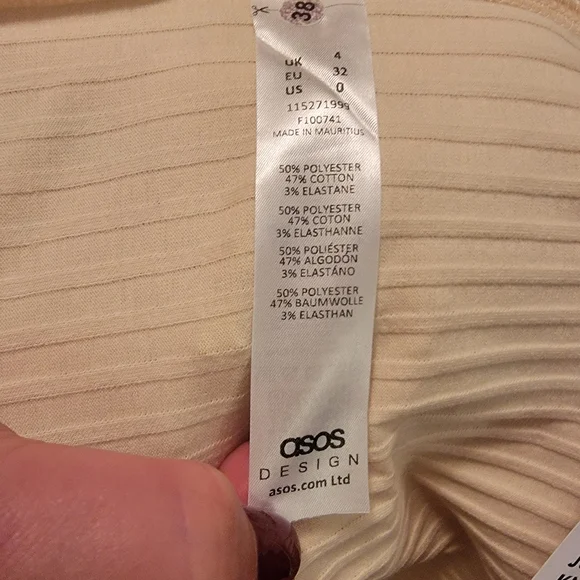 38
UK 4
EU 32
US 0
115271999
F100741
MADE IN MAURITIUS
50% POLYESTER
47% COTTON
3% ELASTANE
50% POLYESTER
47% COTON
3% ELASTHANNE
50% POLIÉSTER
47% ALGODÓN
3% ELASTÁNO
50% POLYESTER
47% BAUMWOLLE
3% ELASTHAN
asos
DESIGN
asos.com Ltd